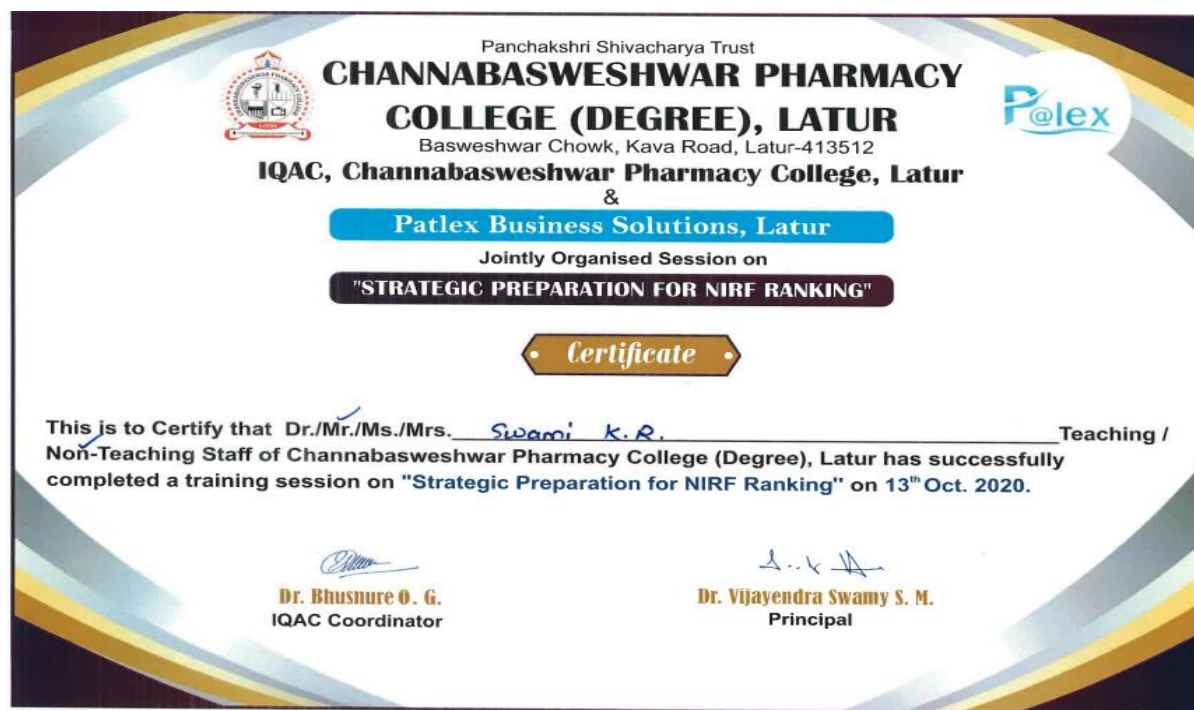 Panchakshri Shivacharya Trust
CHANNABASWESHWAR PHARMACY
COLLEGE (DEGREE), LATUR
Basweshwar Chowk, Kava Road, Latur-413512
IQAC, Channabasweshwar Pharmacy College, Latur
&
Patlex Business Solutions, Latur
Jointly Organised Session on
"STRATEGIC PREPARATION FOR NIRF RANKING"
Certificate
This is to Certify that Dr./Mr./Ms./Mrs. Swami K.R. Teaching /
Non-Teaching Staff of Channabasweshwar Pharmacy College (Degree), Latur has successfully
completed a training session on "Strategic Preparation for NIRF Ranking" on 13th Oct. 2020.
Dr. Bhusnure O. G.
IQAC Coordinator
Dr. Vijayendra Swamy S. M.
Principal
P@lex